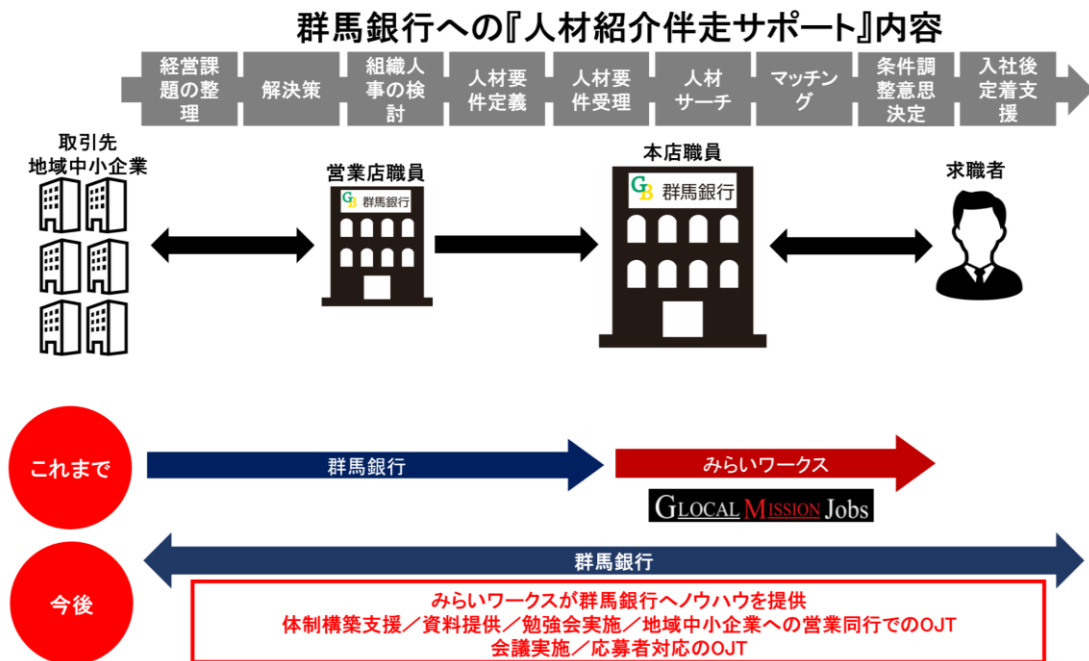 群馬銀行への『人材紹介伴走サポート』内容
経営課
題の整
理
解決策
組織人
事の検
討
人材要
件定義
人材要
件受理
人材
サーチ
マッチン
グ
条件調
整意思
決定
入社後
定着支
援
取引先
地域中小企業
営業店職員
GB 群馬銀行
本店職員
GB 群馬銀行
求職者
これまで
群馬銀行
みらいワークス
GLOCAL MISSION Jobs
今後
群馬銀行
みらいワークスが群馬銀行へノウハウを提供
体制構築支援／資料提供／勉強会実施／地域中小企業への営業同行でのOJT
会議実施／応募者対応のOJT